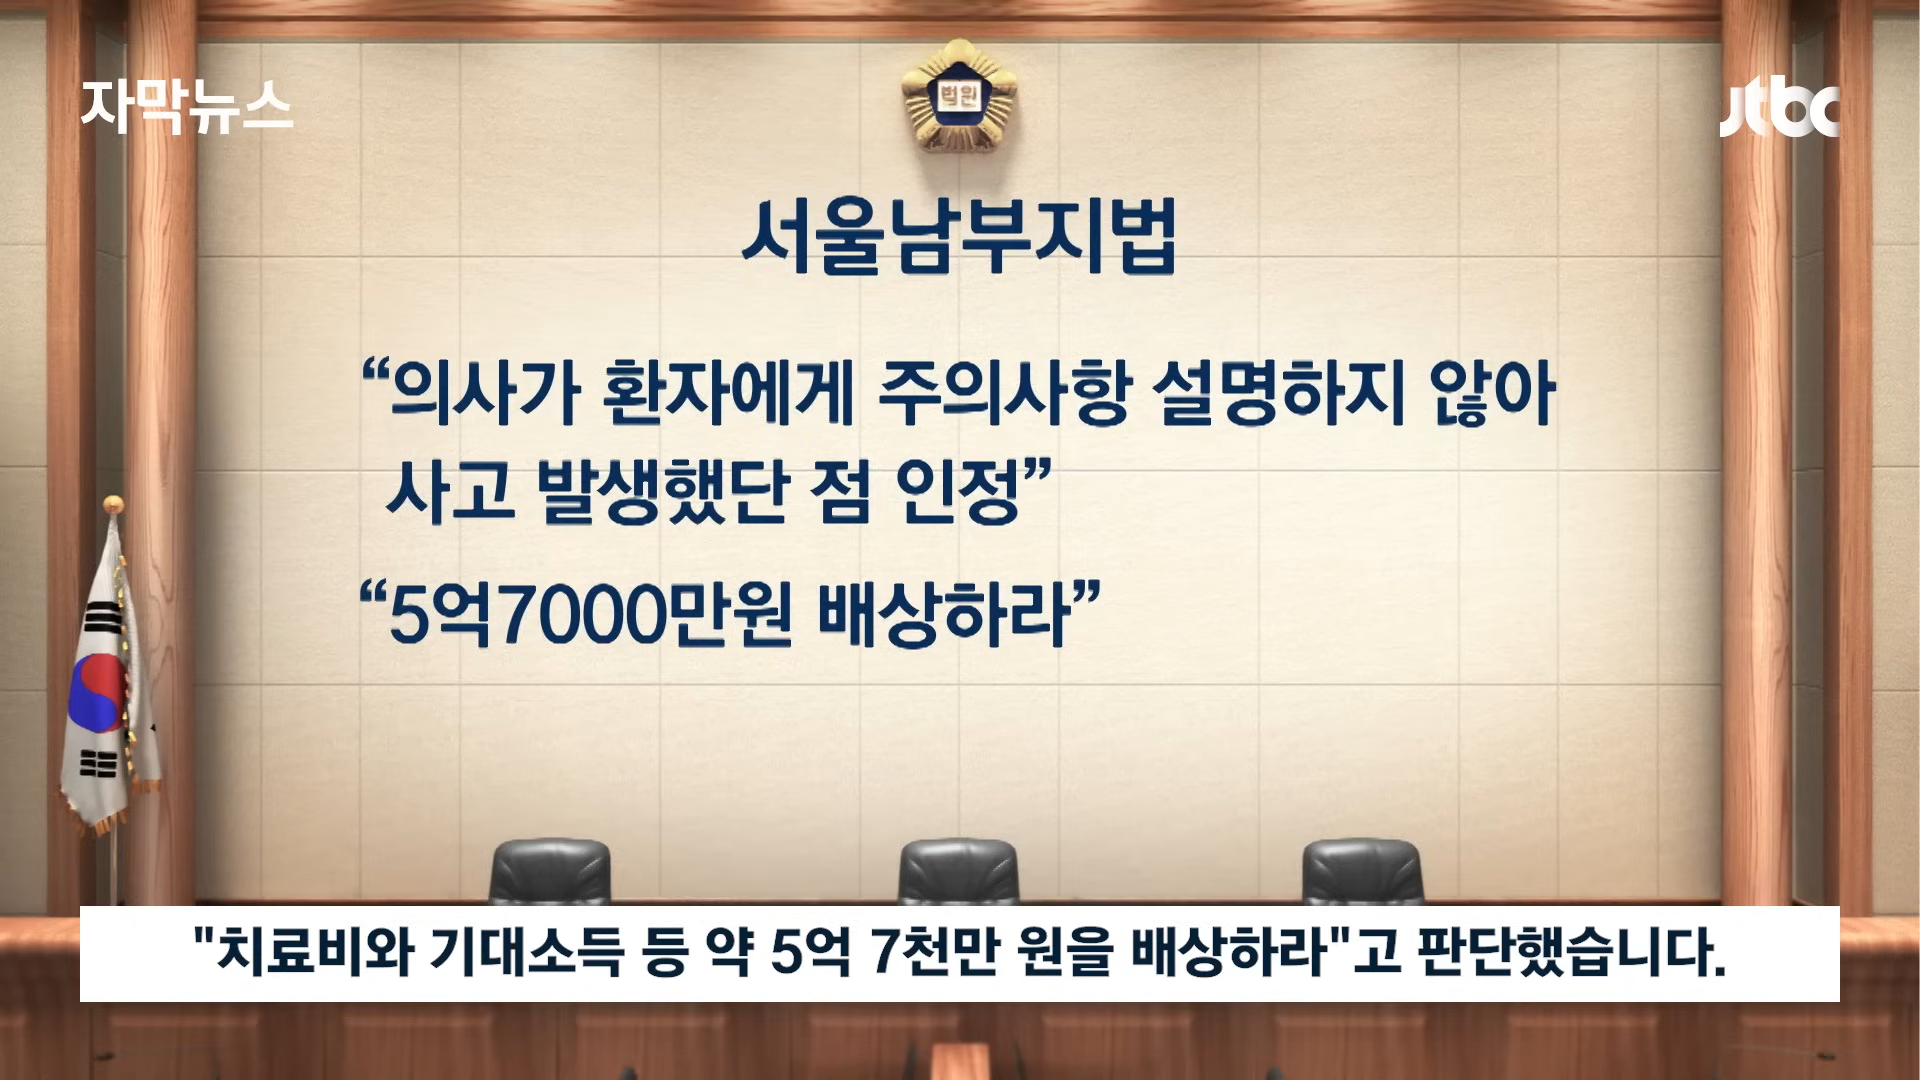 자막뉴스
jtbc
법원
서울남부지법
“의사가 환자에게 주의사항 설명하지 않아
사고 발생했단 점 인정”
“5억7000만원 배상하라”
"치료비와 기대소득 등 약 5억 7천만 원을 배상하라"고 판단했습니다.